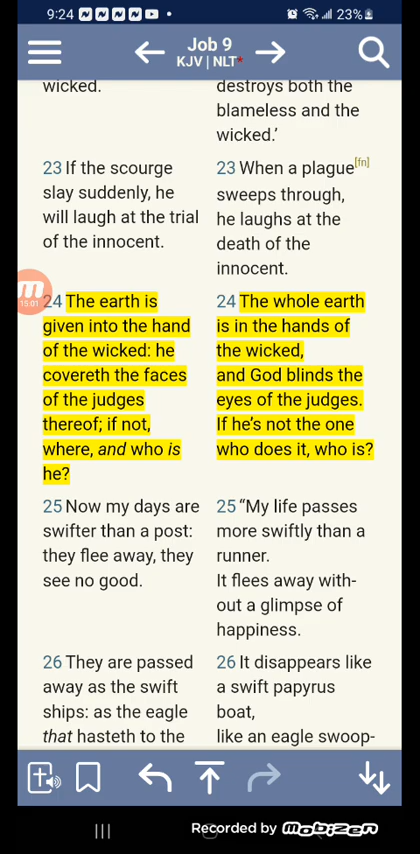 9:24 N N N N • 23%
Job 9
KJV | NLT*
wicked.
23 If the scourge
slay suddenly, he
will laugh at the trial
of the innocent.
24 The earth is
given into the hand
of the wicked: he
covereth the faces
of the judges
thereof; if not,
where, and who is
he?
25 Now my days are
swifter than a post:
they flee away, they
see no good.
26 They are passed
away as the swift
ships: as the eagle
that hasteth to the
destroys both the
blameless and the
wicked.’
23 When a plague[fn]
sweeps through,
he laughs at the
death of the
innocent.
24 The whole earth
is in the hands of
the wicked,
and God blinds the
eyes of the judges.
If he’s not the one
who does it, who is?
25 “My life passes
more swiftly than a
runner.
It flees away with-
out a glimpse of
happiness.
26 It disappears like
a swift papyrus
boat,
like an eagle swoop-
15:01
Recorded by mobizen